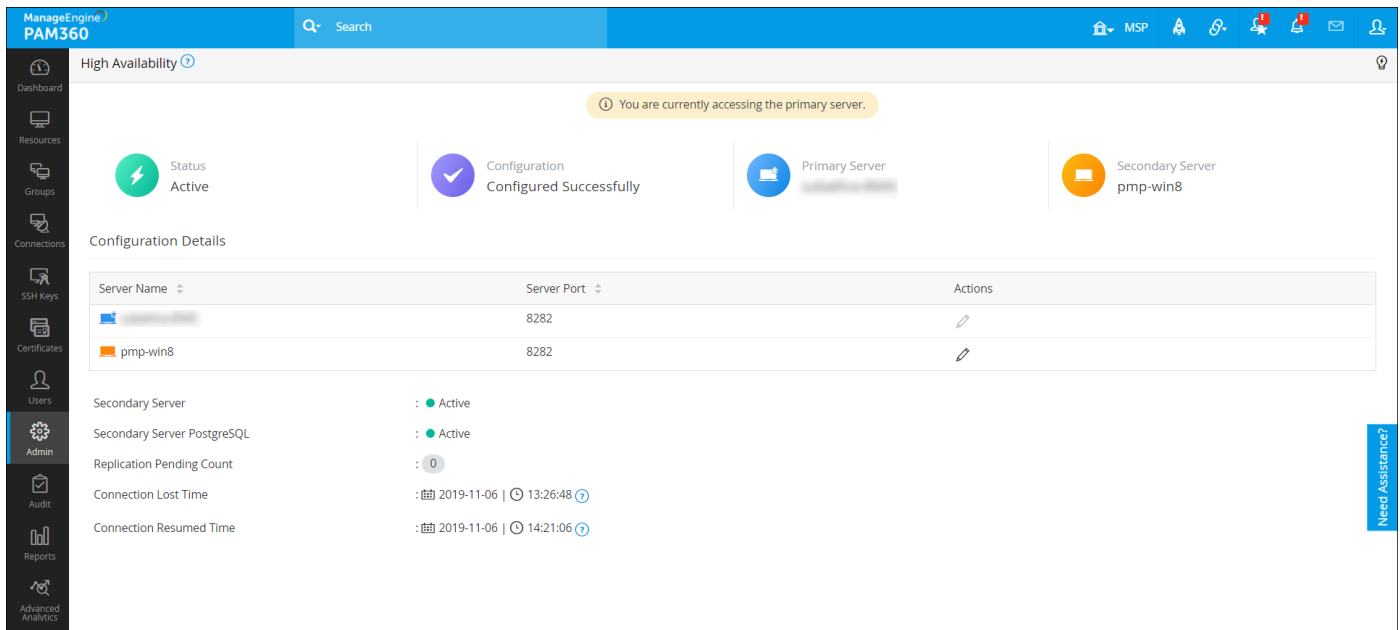 ManageEngine
PAM360
Search
MSP
Dashboard
Resources
Groups
Connections
SSH Keys
Certificates
Users
Admin
Audit
Reports
Advanced
Analytics
High Availability ?
You are currently accessing the primary server.
Status
Active
Configuration
Configured Successfully
Primary Server
Secondary Server
pmp-win8
Configuration Details
Server Name Server Port Actions
8282
pmp-win8 8282
Secondary Server : Active
Secondary Server PostgreSQL : Active
Replication Pending Count : 0
Connection Lost Time : 2019-11-06 | 13:26:48 ?
Connection Resumed Time : 2019-11-06 | 14:21:06 ?
Need Assistance?